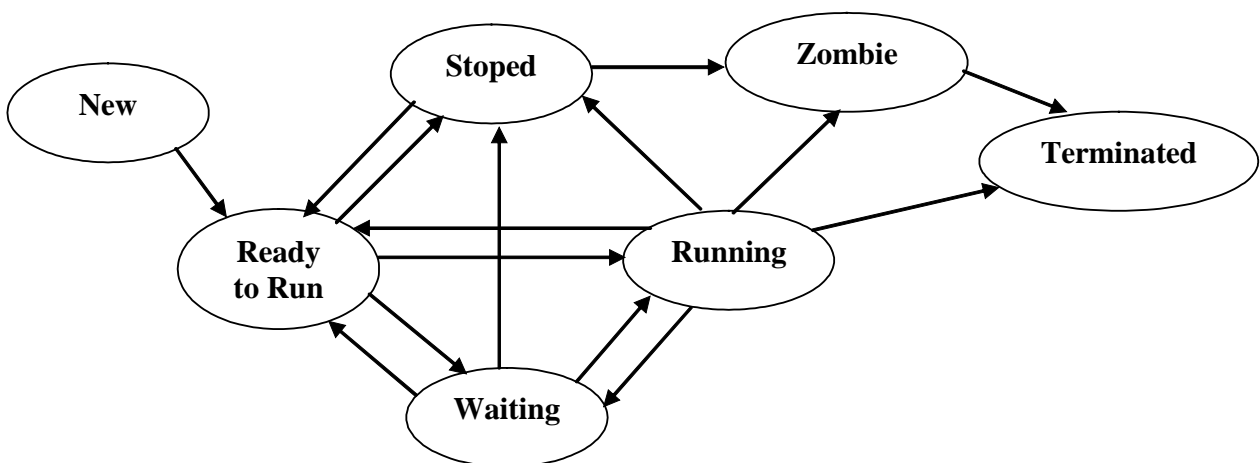 Stoped
Zombie
New
Terminated
Ready
to Run
Running
Waiting